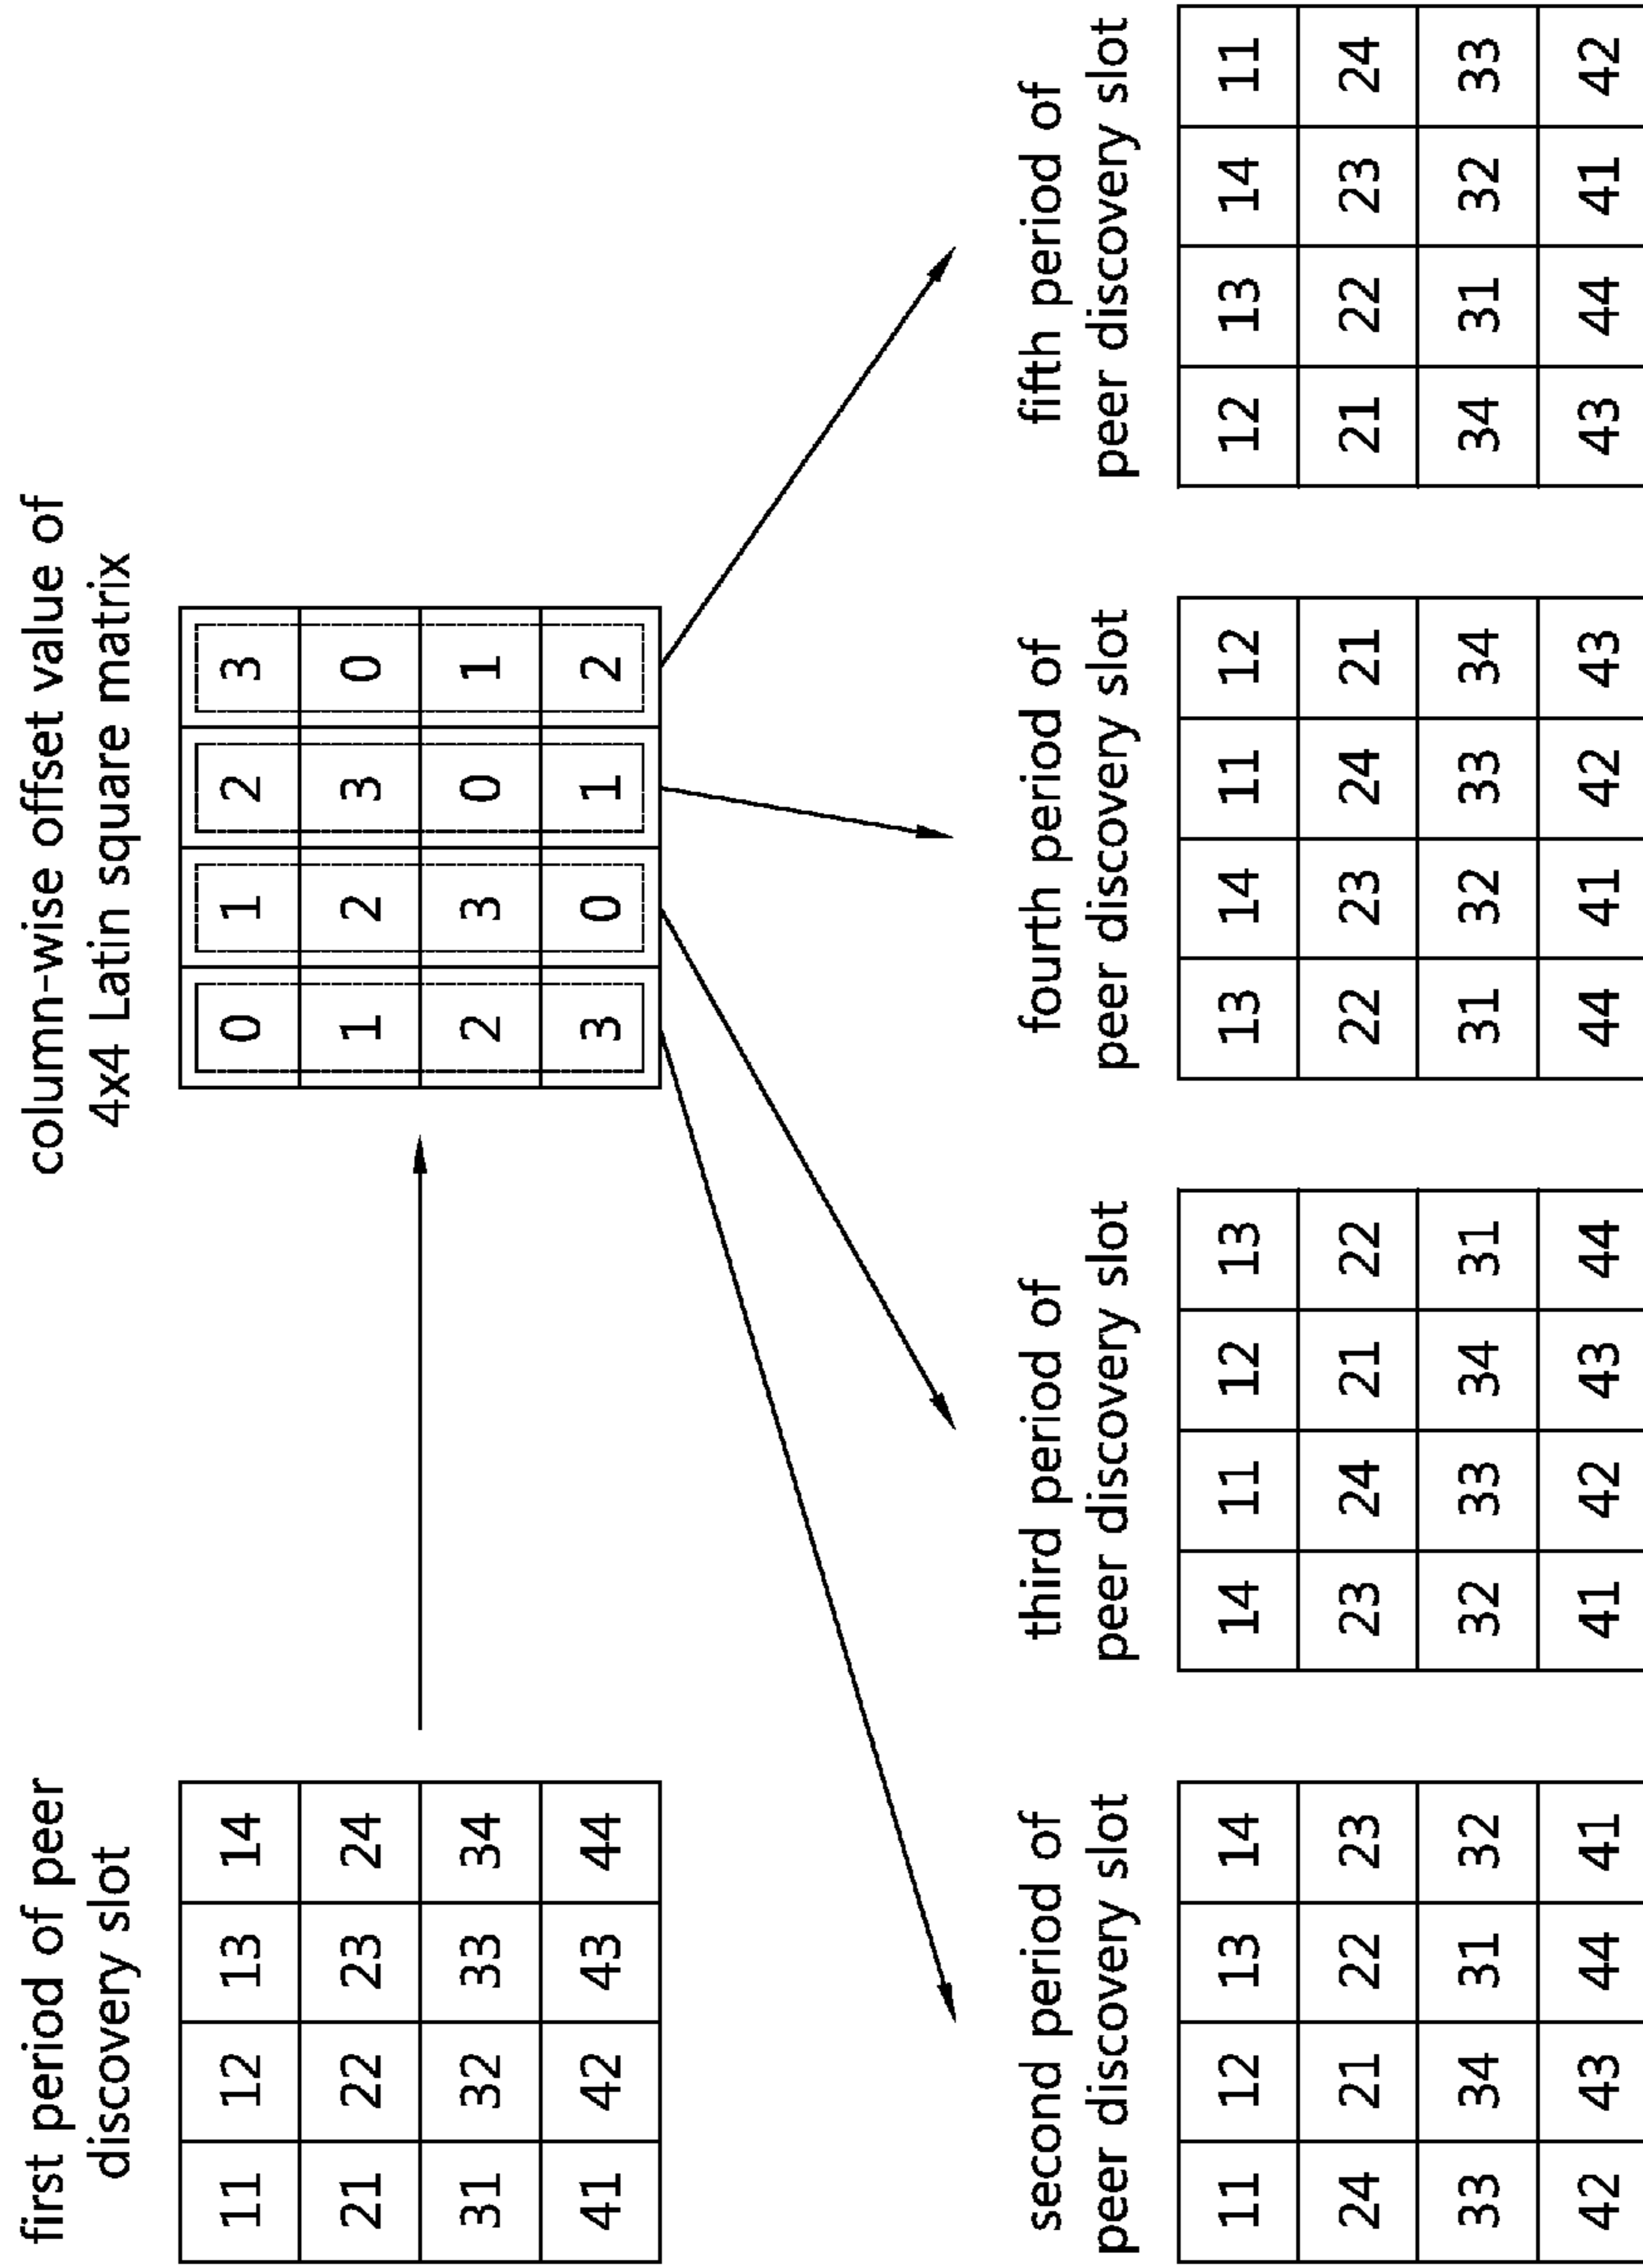 first period of peer
discovery slot
11 12 13 14
21 22 23 24
31 32 33 34
41 42 43 44
column-wise offset value of
4x4 Latin square matrix
0 1 2 3
1 2 3 0
2 3 0 1
3 0 1 2
second period of
peer discovery slot
11 12 13 14
24 21 22 23
33 34 31 32
42 43 44 41
third period of
peer discovery slot
14 11 12 13
23 24 21 22
32 33 34 31
41 42 43 44
fourth period of
peer discovery slot
13 14 11 12
22 23 24 21
31 32 33 34
44 41 42 43
fifth period of
peer discovery slot
12 13 14 11
21 22 23 24
34 31 32 33
43 44 41 42